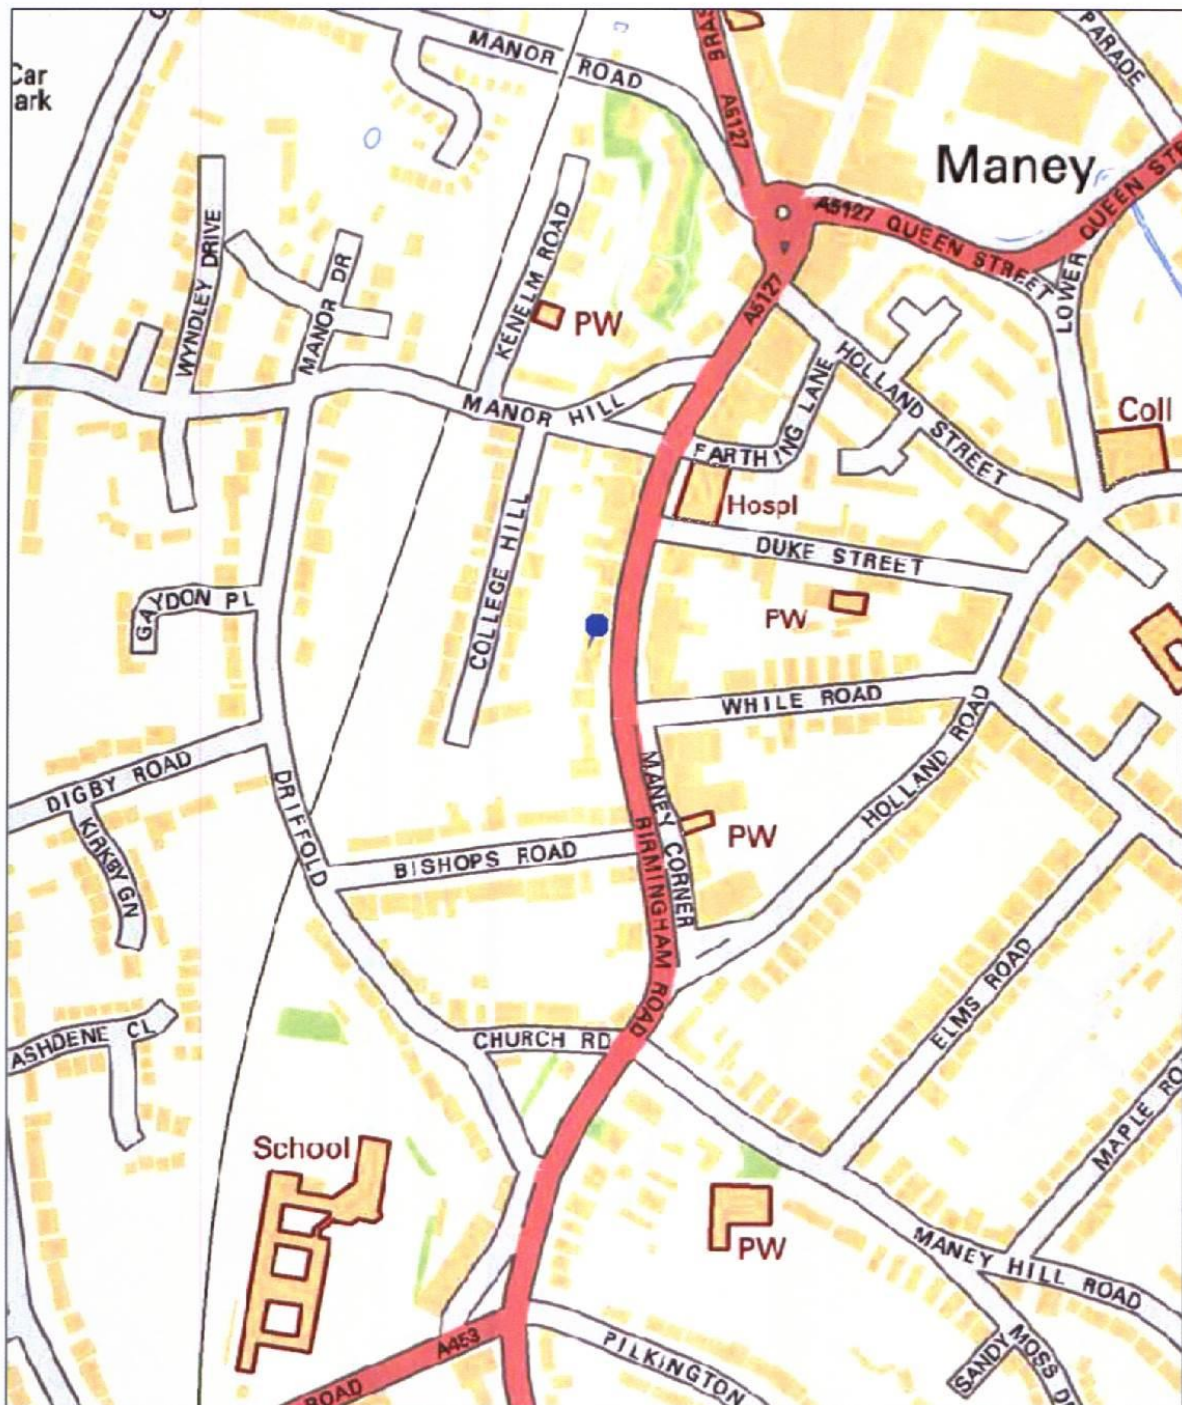 MANOR ROAD
PARADE
BRAS
A5127
Car
ark
Maney
A5127 QUEEN STREET
QUEEN STR
LOWER
WYNDLEY DRIVE
MANOR DR
KENELM ROAD
PW
A5127
MANOR HILL
HOLLAND STREET
FARTHING LANE
Coll
Hospl
DUKE STREET
COLLEGE HILL
GAYDON PL
PW
WHILE ROAD
DIGBY ROAD
KIRKBY GN
DRIFFOLD
BISHOPS ROAD
MANEY CORNER
PW
HOLLAND ROAD
BIRMINGHAM ROAD
ASHDENE CL
CHURCH RD
ELMS ROAD
MAPLE RO
School
PW
MANEY HILL ROAD
A453
ROAD
PILKINGTON
SANDY
MOSS DR